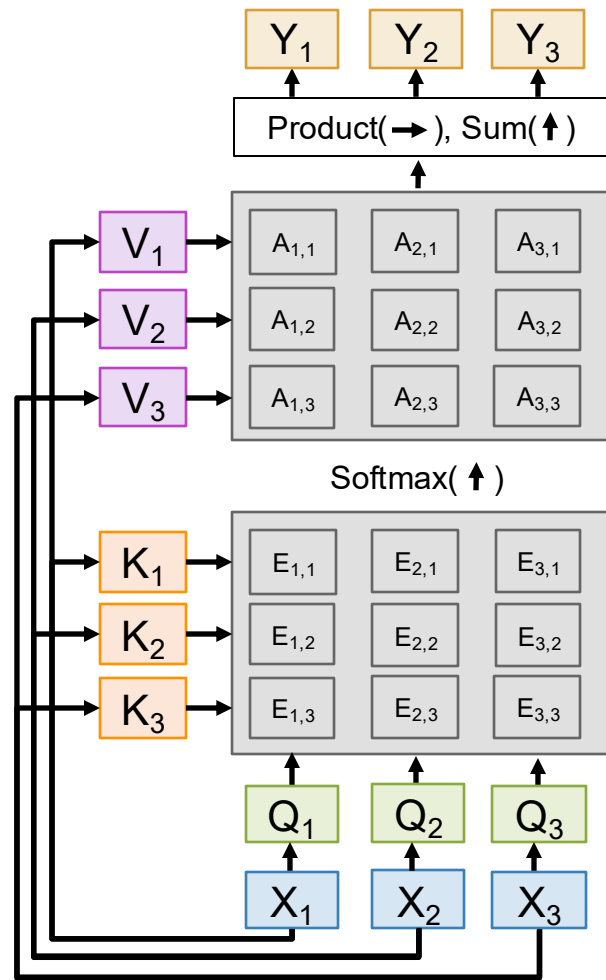 Y₁ Y₂ Y₃
Product(→), Sum(↑)
V₁ A₁,₁ A₂,₁ A₃,₁
V₂ A₁,₂ A₂,₂ A₃,₂
V₃ A₁,₃ A₂,₃ A₃,₃
Softmax(↑)
K₁ E₁,₁ E₂,₁ E₃,₁
K₂ E₁,₂ E₂,₂ E₃,₂
K₃ E₁,₃ E₂,₃ E₃,₃
Q₁ Q₂ Q₃
X₁ X₂ X₃